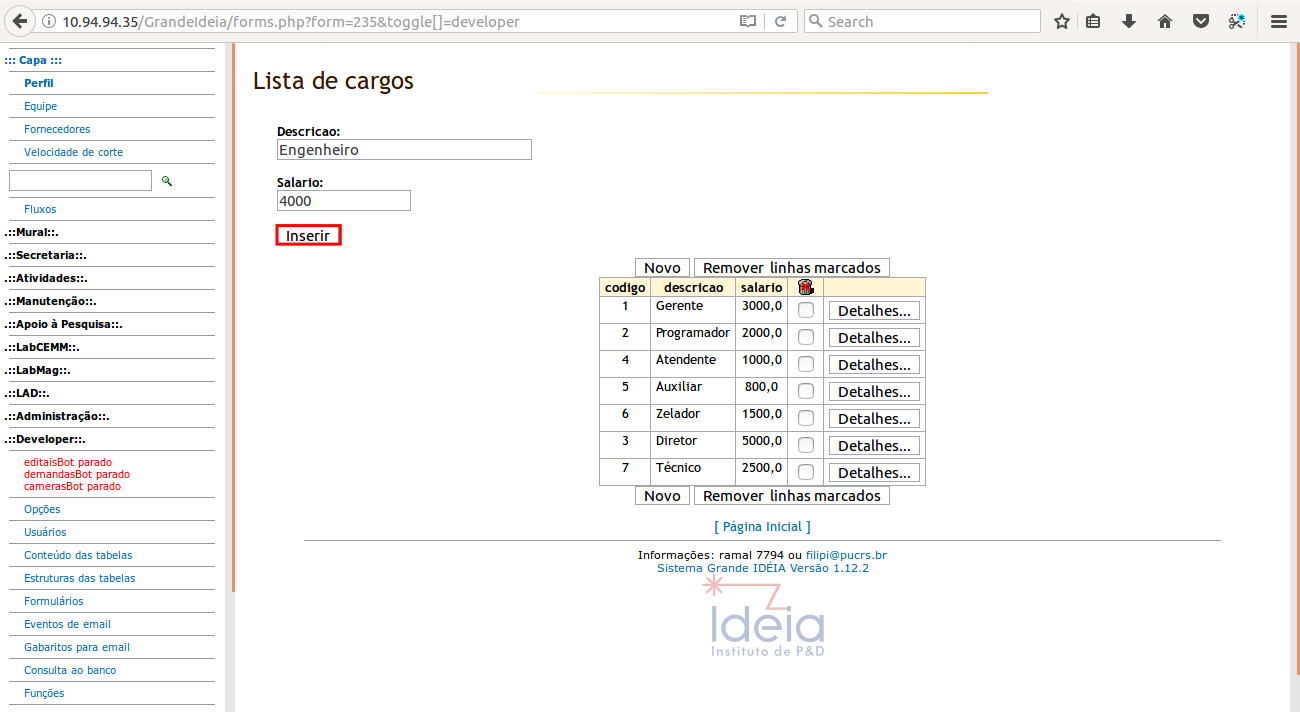 10.94.94.35/GrandeIdeia/forms.php?form=235&toggle[]=developer
Search
::: Capa :::
Perfil
Equipe
Fornecedores
Velocidade de corte
Fluxos
.::Mural::.
.::Secretaria::.
.::Atividades::.
.::Manutenção::.
.::Apoio à Pesquisa::.
.::LabCEMM::.
.::LabMag::.
.::LAD::.
.::Administração::.
.::Developer::.
editaisBot parado
demandasBot parado
camerasBot parado
Opções
Usuários
Conteúdo das tabelas
Estruturas das tabelas
Formulários
Eventos de email
Gabaritos para email
Consulta ao banco
Funções
Lista de cargos
Descricao:
Engenheiro
Salario:
4000
Inserir
Novo Remover linhas marcados
codigo descricao salario
1 Gerente 3000,0 Detalhes...
2 Programador 2000,0 Detalhes...
4 Atendente 1000,0 Detalhes...
5 Auxiliar 800,0 Detalhes...
6 Zelador 1500,0 Detalhes...
3 Diretor 5000,0 Detalhes...
7 Técnico 2500,0 Detalhes...
Novo Remover linhas marcados
[ Página Inicial ]
Informações: ramal 7794 ou filipi@pucrs.br
Sistema Grande IDÉIA Versão 1.12.2
Ideia
Instituto de P&D